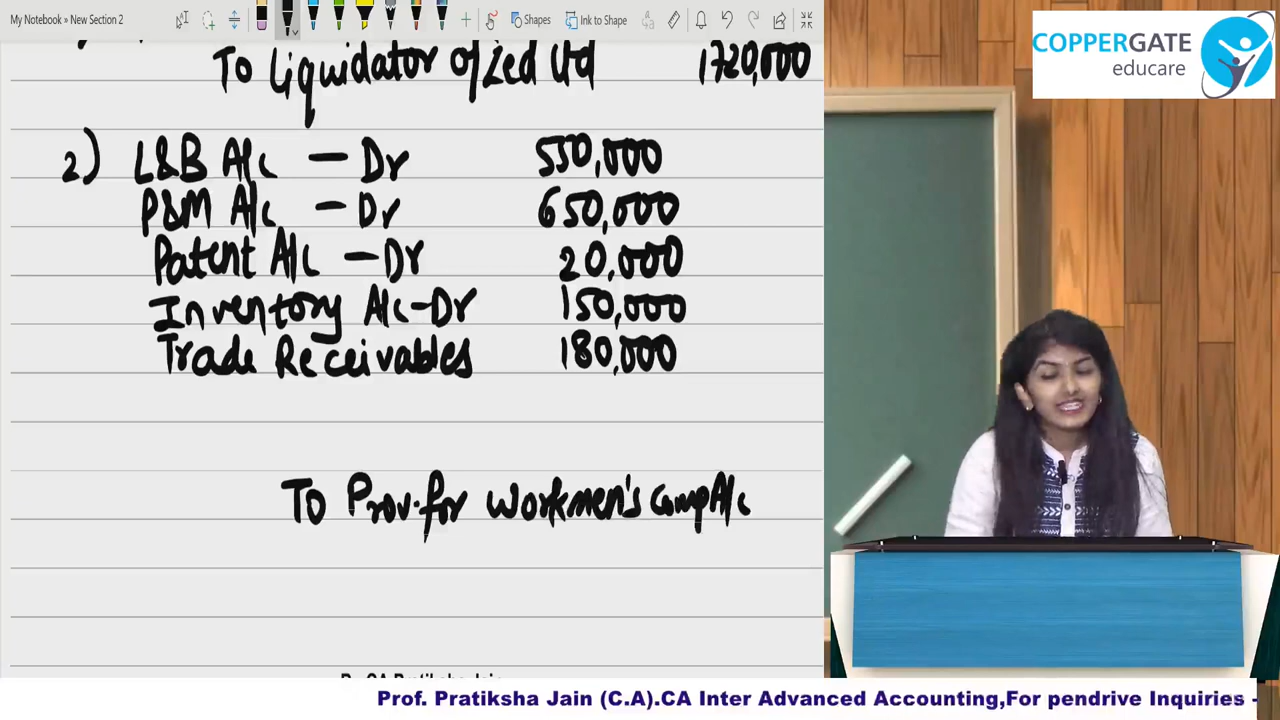 My Notebook » New Section 2
Shapes
Ink to Shape
COPPERGATE
educare
To Liquidator of Zed Ltd 1720,000
2) L&B A/c — Dr 550,000
P&M A/c — Dr 650,000
Patent A/c — Dr 20,000
Inventory A/c - Dr 150,000
Trade Receivables 180,000
To Prov. for workmen's comp A/c
Prof. Pratiksha Jain (C.A).CA Inter Advanced Accounting,For pendrive Inquiries -